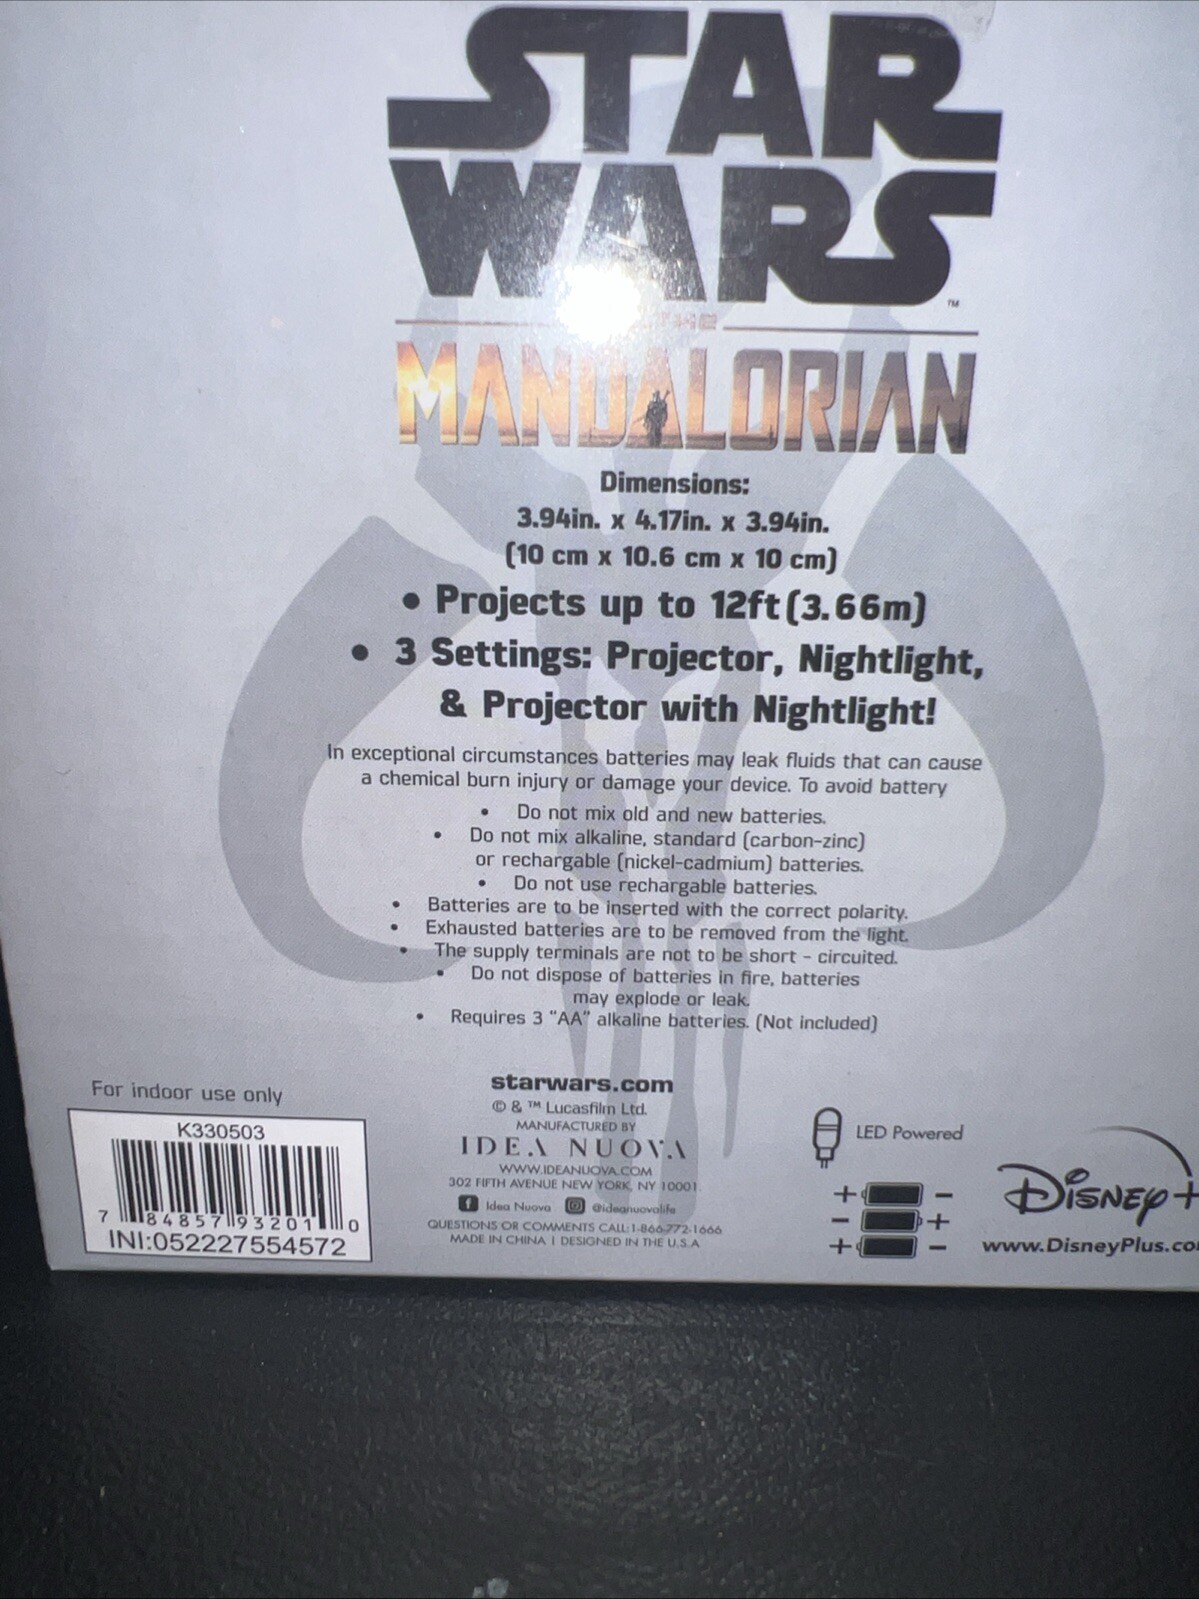 STAR
WARS™
THE
MANDALORIAN
Dimensions:
3.94in. x 4.17in. x 3.94in.
(10 cm x 10.6 cm x 10 cm)
• Projects up to 12ft(3.66m)
• 3 Settings: Projector, Nightlight,
& Projector with Nightlight!
In exceptional circumstances batteries may leak fluids that can cause
a chemical burn injury or damage your device. To avoid battery
• Do not mix old and new batteries.
• Do not mix alkaline, standard (carbon-zinc)
or rechargable (nickel-cadmium) batteries.
• Do not use rechargable batteries.
• Batteries are to be inserted with the correct polarity.
• Exhausted batteries are to be removed from the light.
• The supply terminals are not to be short - circuited.
• Do not dispose of batteries in fire, batteries
may explode or leak.
• Requires 3 "AA" alkaline batteries. (Not included)
For indoor use only
K330503
7 84857 93201 0
INI:052227554572
starwars.com
© & ™ Lucasfilm Ltd.
MANUFACTURED BY
IDEA NUOVA
WWW.IDEANUOVA.COM
302 FIFTH AVENUE NEW YORK, NY 10001
f Idea Nuova @ideanuovalife
QUESTIONS OR COMMENTS CALL:1-866-772-1666
MADE IN CHINA | DESIGNED IN THE U.S.A
LED Powered
+ -
- +
+ -
Disney+
www.DisneyPlus.co